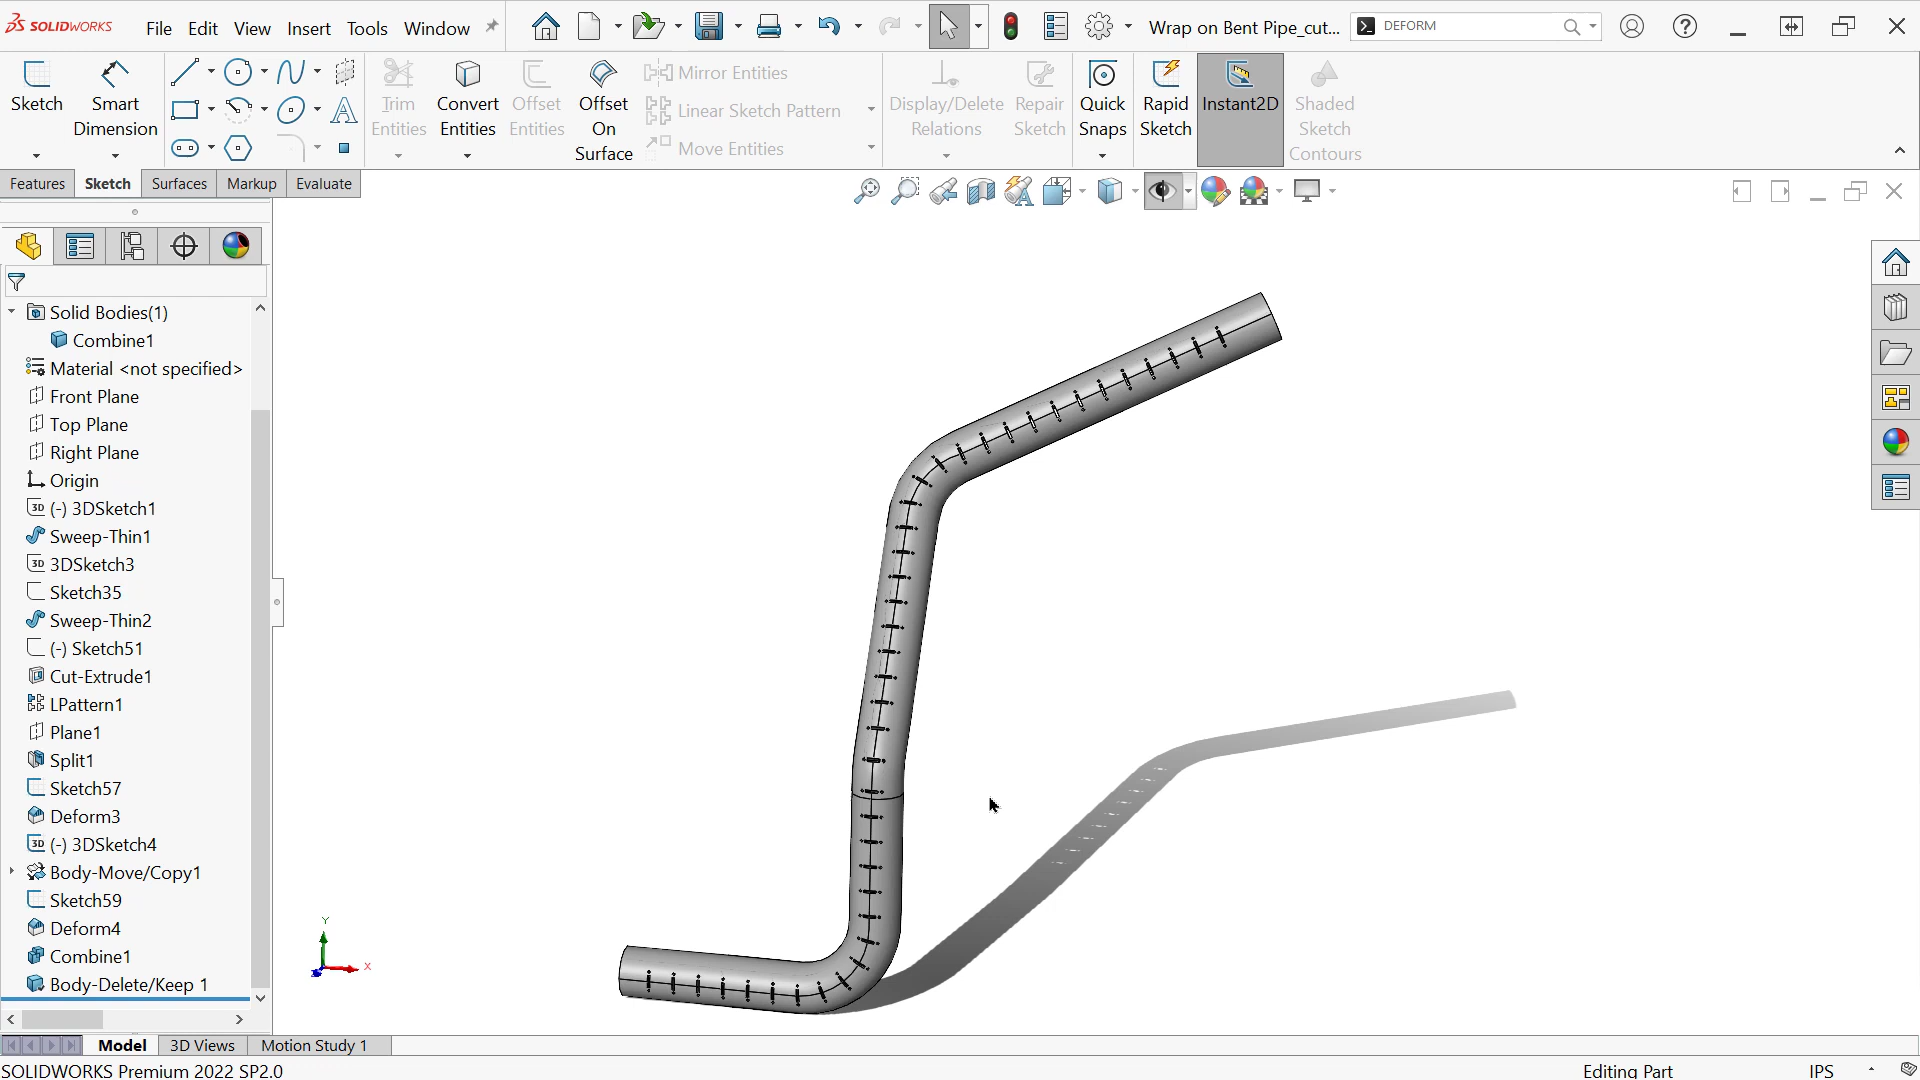 SOLIDWORKS File Edit View Insert Tools Window Wrap on Bent Pipe_cut... DEFORM
Sketch Smart Dimension Trim Entities Convert Entities Offset Entities Offset On Surface Mirror Entities Linear Sketch Pattern Move Entities Display/Delete Relations Repair Sketch Quick Snaps Rapid Sketch Instant2D Shaded Sketch Contours
Features Sketch Surfaces Markup Evaluate
Solid Bodies(1)
Combine1
Material <not specified>
Front Plane
Top Plane
Right Plane
Origin
3D (-) 3DSketch1
Sweep-Thin1
3D 3DSketch3
Sketch35
Sweep-Thin2
(-) Sketch51
Cut-Extrude1
LPattern1
Plane1
Split1
Sketch57
Deform3
3D (-) 3DSketch4
Body-Move/Copy1
Sketch59
Deform4
Combine1
Body-Delete/Keep 1
Y
X
Model 3D Views Motion Study 1
SOLIDWORKS Premium 2022 SP2.0 Editing Part IPS